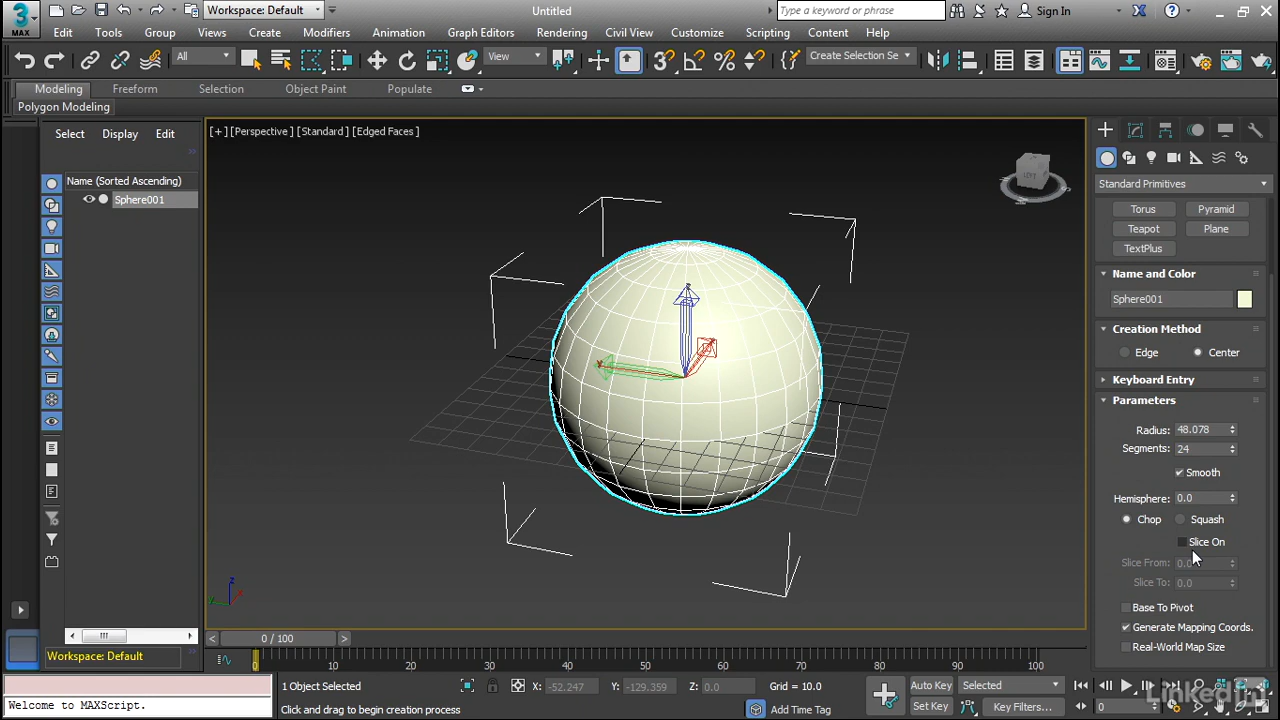 3
MAX
Workspace: Default
Untitled
Type a keyword or phrase
Sign In
Edit Tools Group Views Create Modifiers Animation Graph Editors Rendering Civil View Customize Scripting Content Help
All
View
Create Selection Se
Modeling Freeform Selection Object Paint Populate
Polygon Modeling
Select Display Edit
[+] [Perspective] [Standard] [Edged Faces]
Name (Sorted Ascending)
Sphere001
Standard Primitives
Torus Pyramid
Teapot Plane
TextPlus
Name and Color
Sphere001
Creation Method
Edge Center
Keyboard Entry
Parameters
Radius: 48.078
Segments: 24
Smooth
Hemisphere: 0.0
Chop Squash
Slice On
Slice From: 0.0
Slice To: 0.0
Base To Pivot
Generate Mapping Coords.
Real-World Map Size
z
y
x
z
y
x
0 / 100
Workspace: Default
0 10 20 30 40 50 60 70 80 90 100
1 Object Selected
X: -52.247 Y: -129.359 Z: 0.0 Grid = 10.0
Auto Key Selected
Welcome to MAXScript.
Click and drag to begin creation process
Add Time Tag
Set Key Key Filters...
0
LinkedIn